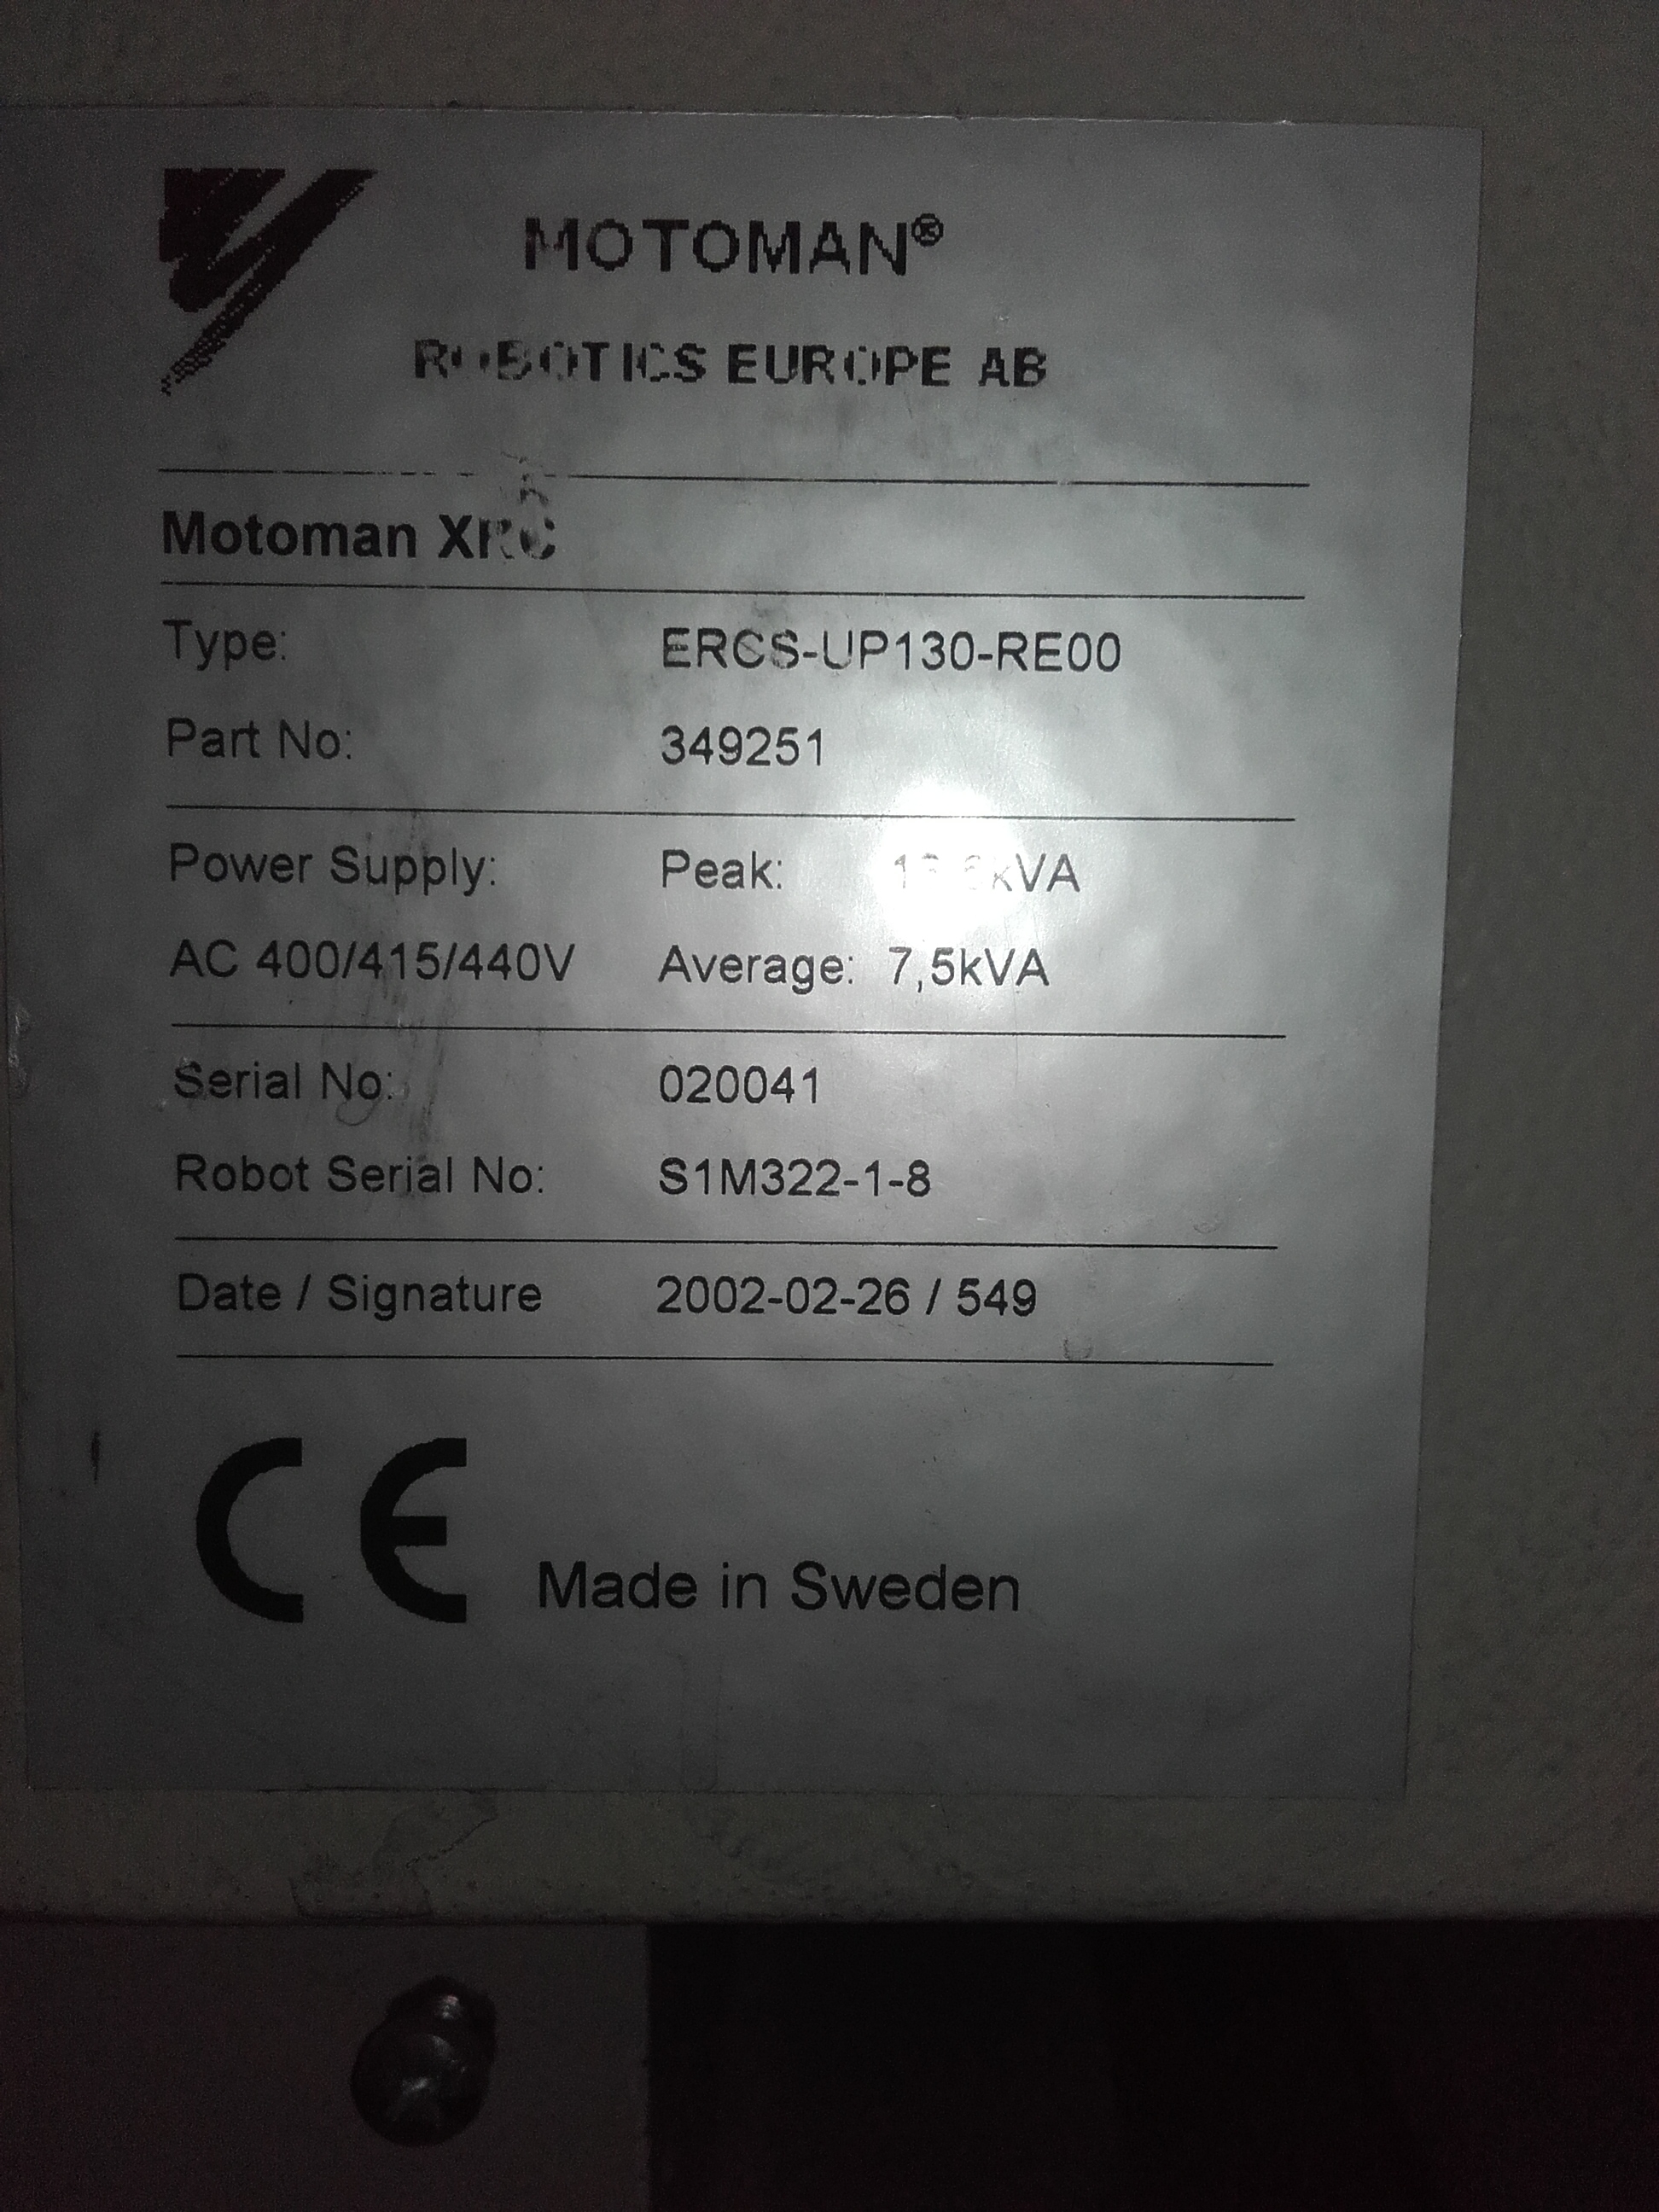 MOTOMAN®
ROBOTICS EUROPE AB
Motoman XRC
Type: ERCS-UP130-RE00
Part No: 349251
Power Supply: Peak:
AC 400/415/440V Average: 7,5kVA
Serial No: 020041
Robot Serial No: S1M322-1-8
Date / Signature 2002-02-26 / 549
CE Made in Sweden